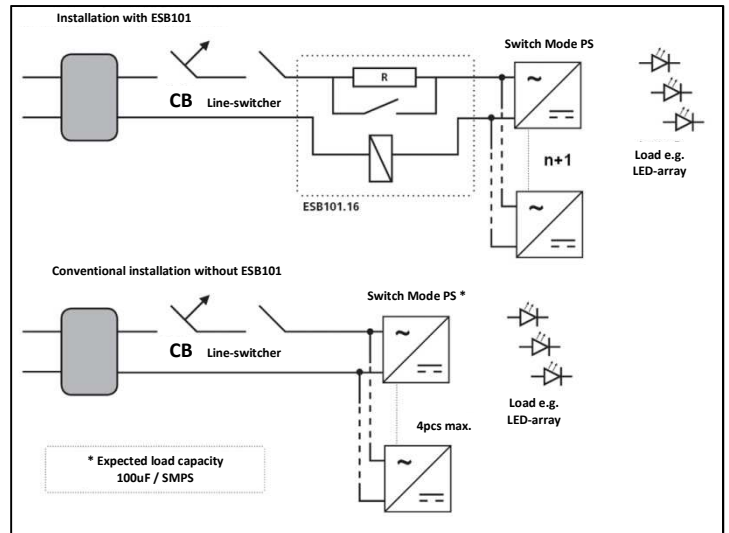 Installation with ESB101
Switch Mode PS
R
CB Line-switcher
~
n+1
Load e.g.
LED-array
~
ESB101.16
Conventional installation without ESB101
Switch Mode PS *
CB Line-switcher
~
Load e.g.
LED-array
4pcs max.
~
* Expected load capacity
100uF / SMPS